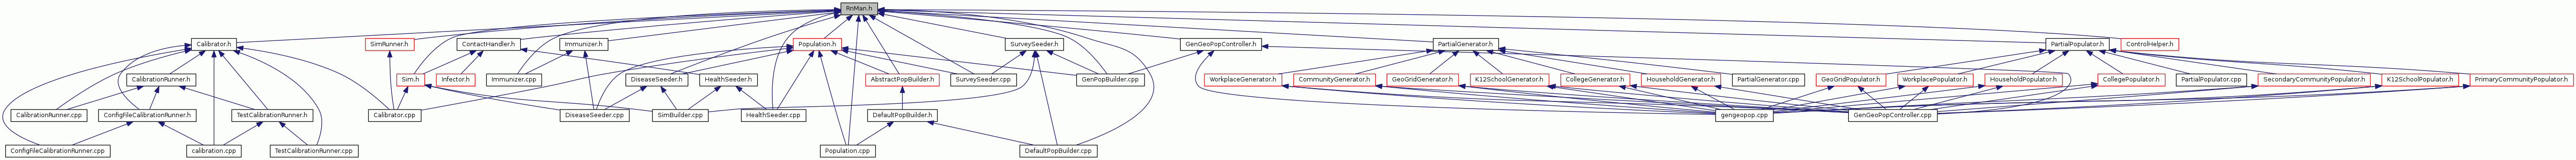 RnMan.h
Calibrator.h
SimRunner.h
ContactHandler.h
Immunizer.h
Population.h
SurveySeeder.h
GenGeoPopController.h
PartialGenerator.h
PartialPopulator.h
ControlHelper.h
CalibrationRunner.h
Sim.h
Infector.h
Immunizer.cpp
DiseaseSeeder.h
HealthSeeder.h
AbstractPopBuilder.h
SurveySeeder.cpp
GenPopBuilder.cpp
WorkplaceGenerator.h
CommunityGenerator.h
GeoGridGenerator.h
K12SchoolGenerator.h
CollegeGenerator.h
HouseholdGenerator.h
PartialGenerator.cpp
GeoGridPopulator.h
WorkplacePopulator.h
HouseholdPopulator.h
CollegePopulator.h
PartialPopulator.cpp
SecondaryCommunityPopulator.h
K12SchoolPopulator.h
PrimaryCommunityPopulator.h
CalibrationRunner.cpp
ConfigFileCalibrationRunner.h
TestCalibrationRunner.h
Calibrator.cpp
DiseaseSeeder.cpp
SimBuilder.cpp
HealthSeeder.cpp
DefaultPopBuilder.h
gengeopop.cpp
GenGeoPopController.cpp
ConfigFileCalibrationRunner.cpp
calibration.cpp
TestCalibrationRunner.cpp
Population.cpp
DefaultPopBuilder.cpp